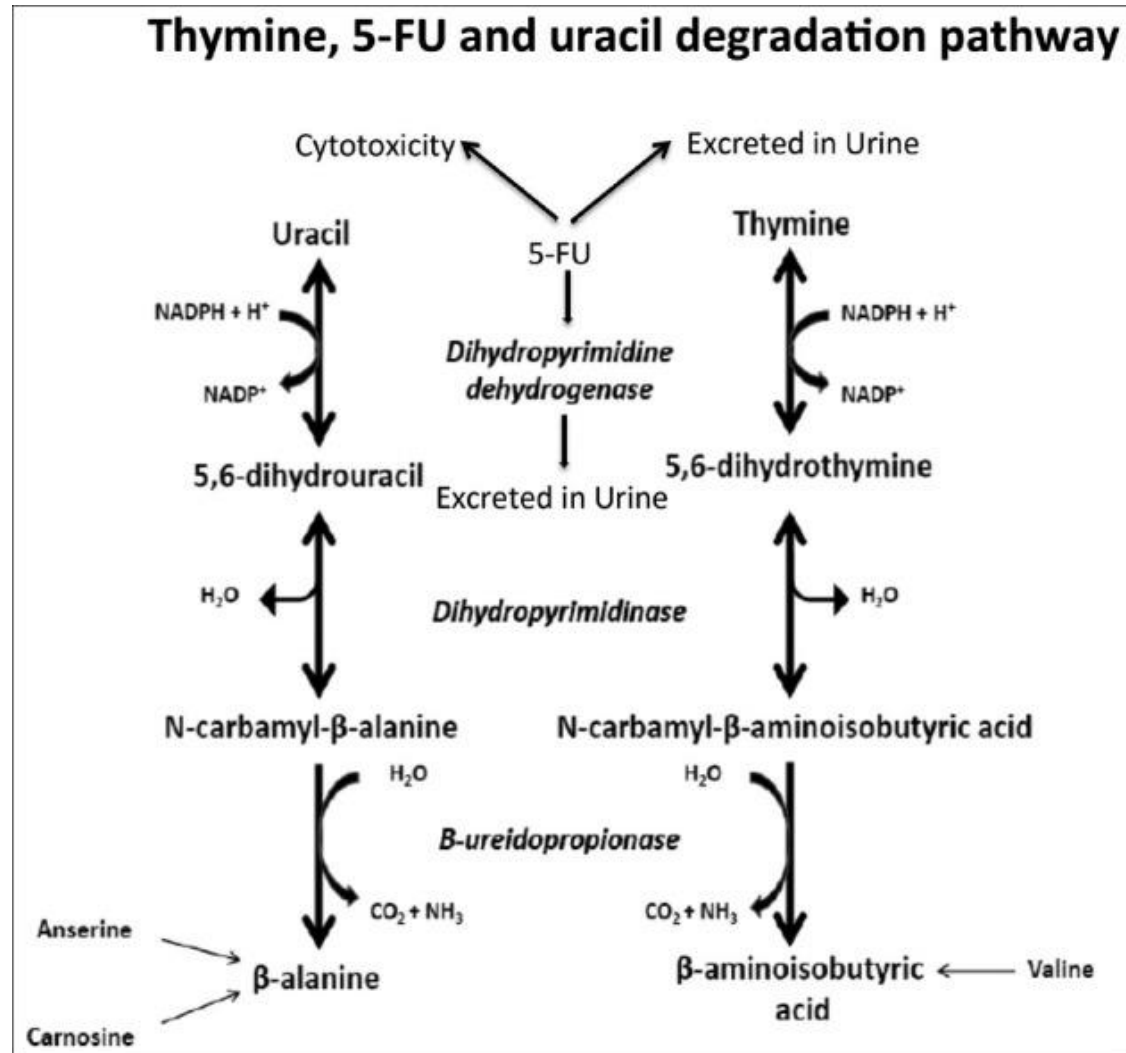 Thymine, 5-FU and uracil degradation pathway
Cytotoxicity
Excreted in Urine
Uracil
5-FU
Thymine
NADPH + H⁺
NADP⁺
Dihydropyrimidine
dehydrogenase
NADPH + H⁺
NADP⁺
5,6-dihydrouracil
Excreted in Urine
5,6-dihydrothymine
H₂O
Dihydropyrimidinase
H₂O
N-carbamyl-β-alanine
N-carbamyl-β-aminoisobutyric acid
H₂O
H₂O
B-ureidopropionase
CO₂ + NH₃
CO₂ + NH₃
Anserine
β-alanine
Carnosine
β-aminoisobutyric
acid
Valine